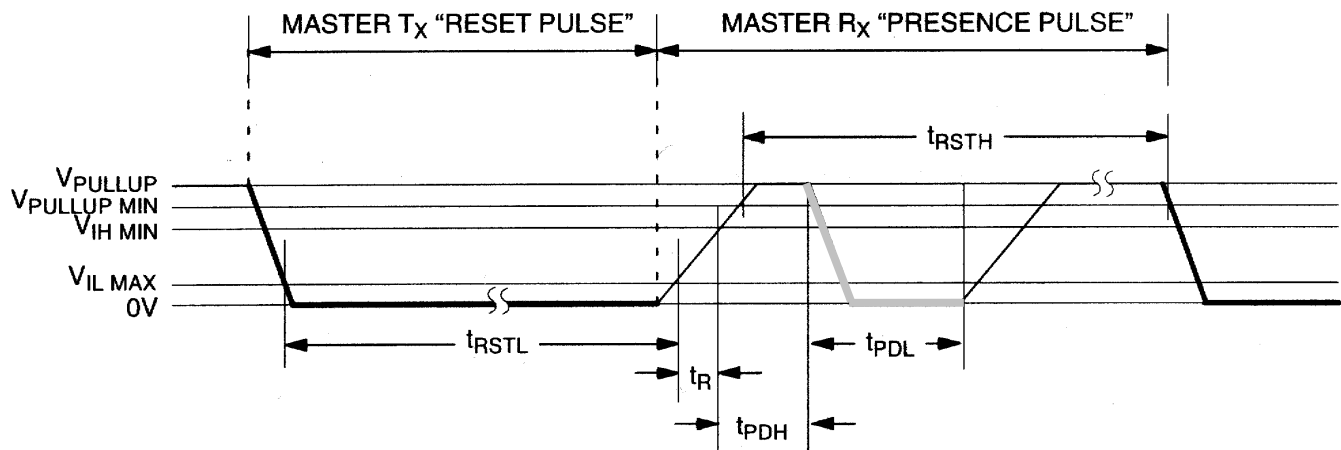 MASTER TX “RESET PULSE” MASTER RX “PRESENCE PULSE”
tRSTH
VPULLUP
VPULLUP MIN
VIH MIN
VIL MAX
0V
tRSTL
tPDL
tR
tPDH